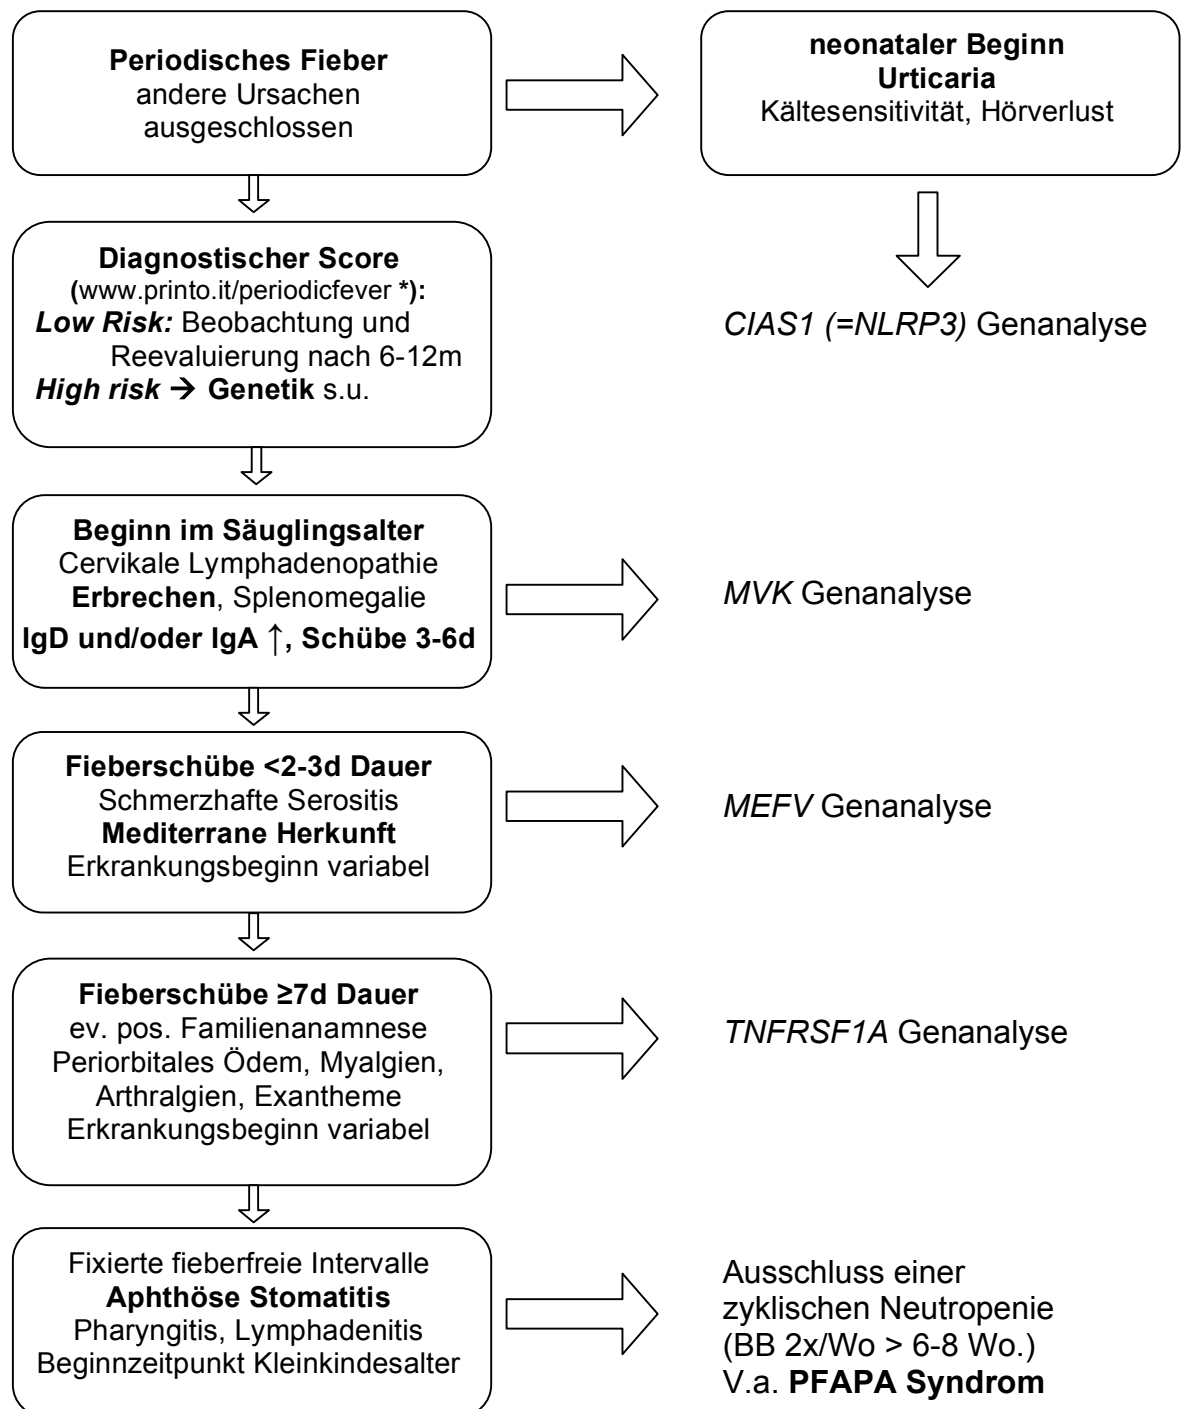 Periodisches Fieber
andere Ursachen
ausgeschlossen
neonataler Beginn
Urticaria
Kältesensitivität, Hörverlust
Diagnostischer Score
(www.printo.it/periodicfever *):
Low Risk: Beobachtung und
Reevaluierung nach 6-12m
High risk → Genetik s.u.
CIAS1 (=NLRP3) Genanalyse
Beginn im Säuglingsalter
Cervikale Lymphadenopathie
Erbrechen, Splenomegalie
IgD und/oder IgA ↑, Schübe 3-6d
MVK Genanalyse
Fieberschübe <2-3d Dauer
Schmerzhafte Serositis
Mediterrane Herkunft
Erkrankungsbeginn variabel
MEFV Genanalyse
Fieberschübe ≥7d Dauer
ev. pos. Familienanamnese
Periorbitales Ödem, Myalgien,
Arthralgien, Exantheme
Erkrankungsbeginn variabel
TNFRSF1A Genanalyse
Fixierte fieberfreie Intervalle
Aphthöse Stomatitis
Pharyngitis, Lymphadenitis
Beginnzeitpunkt Kleinkindesalter
Ausschluss einer
zyklischen Neutropenie
(BB 2x/Wo > 6-8 Wo.)
V.a. PFAPA Syndrom